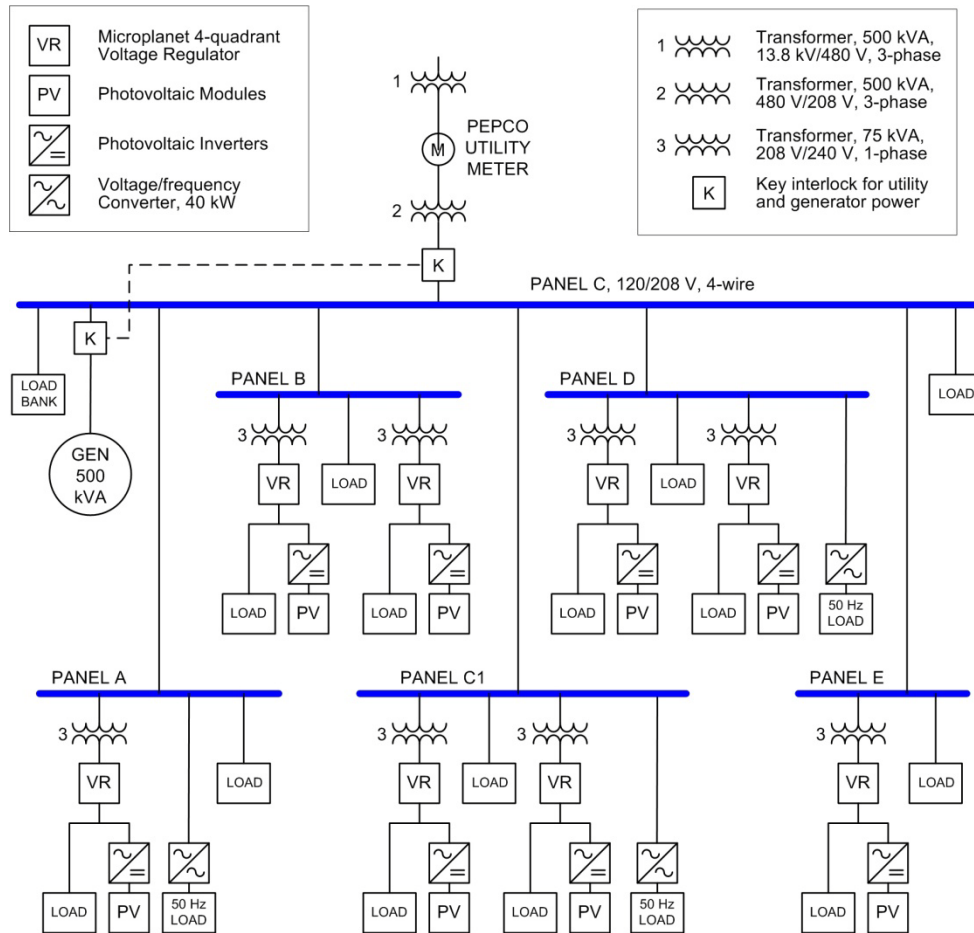 VR
Microplanet 4-quadrant
Voltage Regulator
PV
Photovoltaic Modules
Photovoltaic Inverters
Voltage/frequency
Converter, 40 kW
1
Transformer, 500 kVA,
13.8 kV/480 V, 3-phase
2
Transformer, 500 kVA,
480 V/208 V, 3-phase
3
Transformer, 75 kVA,
208 V/240 V, 1-phase
K
Key interlock for utility
and generator power
1
M
PEPCO
UTILITY
METER
2
K
PANEL C, 120/208 V, 4-wire
K
LOAD
BANK
GEN
500
kVA
LOAD
PANEL B
3
3
VR
LOAD
VR
LOAD
PV
LOAD
PV
PANEL D
3
3
VR
LOAD
VR
LOAD
PV
LOAD
PV
50 Hz
LOAD
PANEL A
3
VR
LOAD
LOAD
PV
50 Hz
LOAD
PANEL C1
3
3
VR
LOAD
VR
LOAD
PV
LOAD
PV
50 Hz
LOAD
PANEL E
3
VR
LOAD
LOAD
PV